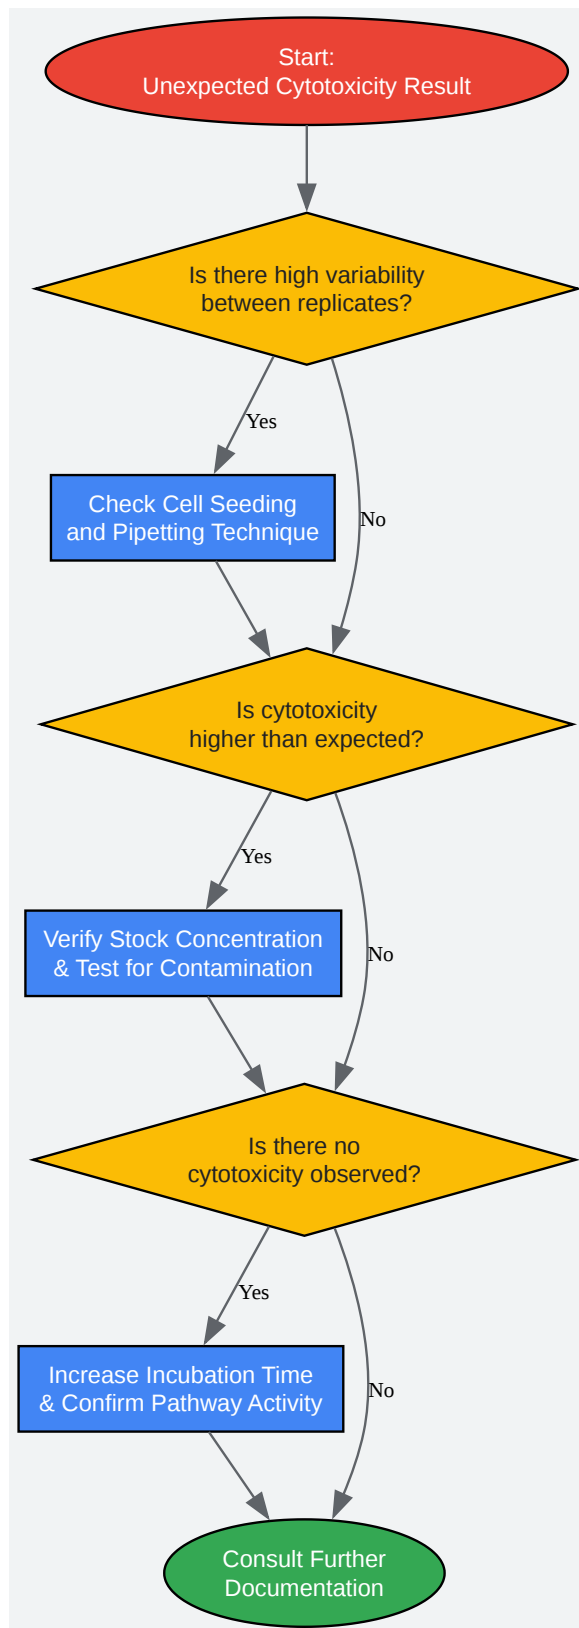 Start:
Unexpected Cytotoxicity Result
Is there high variability
between replicates?
Yes
Check Cell Seeding
and Pipetting Technique
No
Is cytotoxicity
higher than expected?
Yes
Verify Stock Concentration
& Test for Contamination
No
Is there no
cytotoxicity observed?
Yes
Increase Incubation Time
& Confirm Pathway Activity
No
Consult Further
Documentation